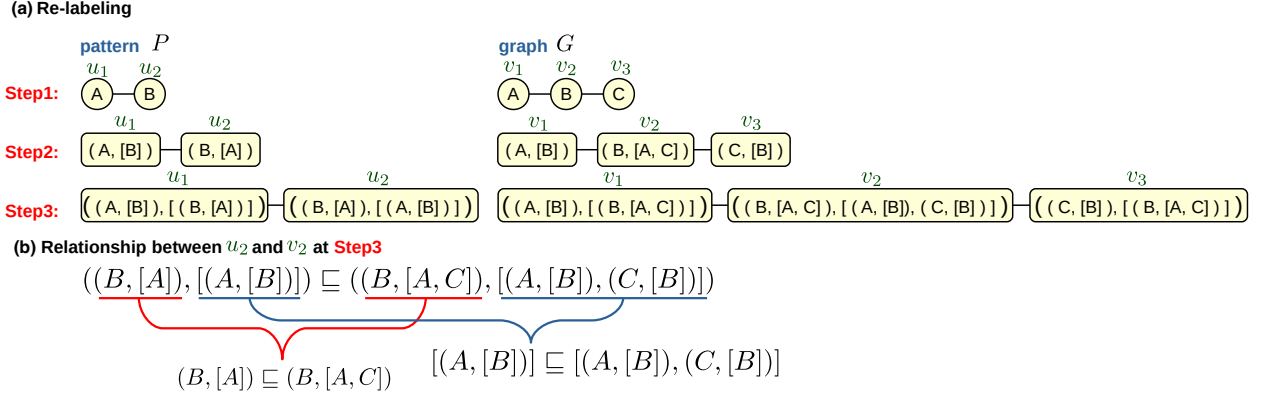 (a) Re-labeling
pattern P graph G
u₁ u₂ v₁ v₂ v₃
Step1: A B A B C
u₁ u₂ v₁ v₂ v₃
Step2: ( A, [B] ) ( B, [A] ) ( A, [B] ) ( B, [A, C] ) ( C, [B] )
u₁ u₂ v₁ v₂ v₃
Step3: ( ( A, [B] ), [ ( B, [A] ) ] ) ( ( B, [A] ), [ ( A, [B] ) ] ) ( ( A, [B] ), [ ( B, [A, C] ) ] ) ( ( B, [A, C] ), [ ( A, [B]), ( C, [B] ) ] ) ( ( C, [B] ), [ ( B, [A, C] ) ] )
(b) Relationship between u₂ and v₂ at Step3
((B, [A]), [(A, [B])]) ⊑ ((B, [A, C]), [(A, [B]), (C, [B])])
[(A, [B])] ⊑ [(A, [B]), (C, [B])]
(B, [A]) ⊑ (B, [A, C])